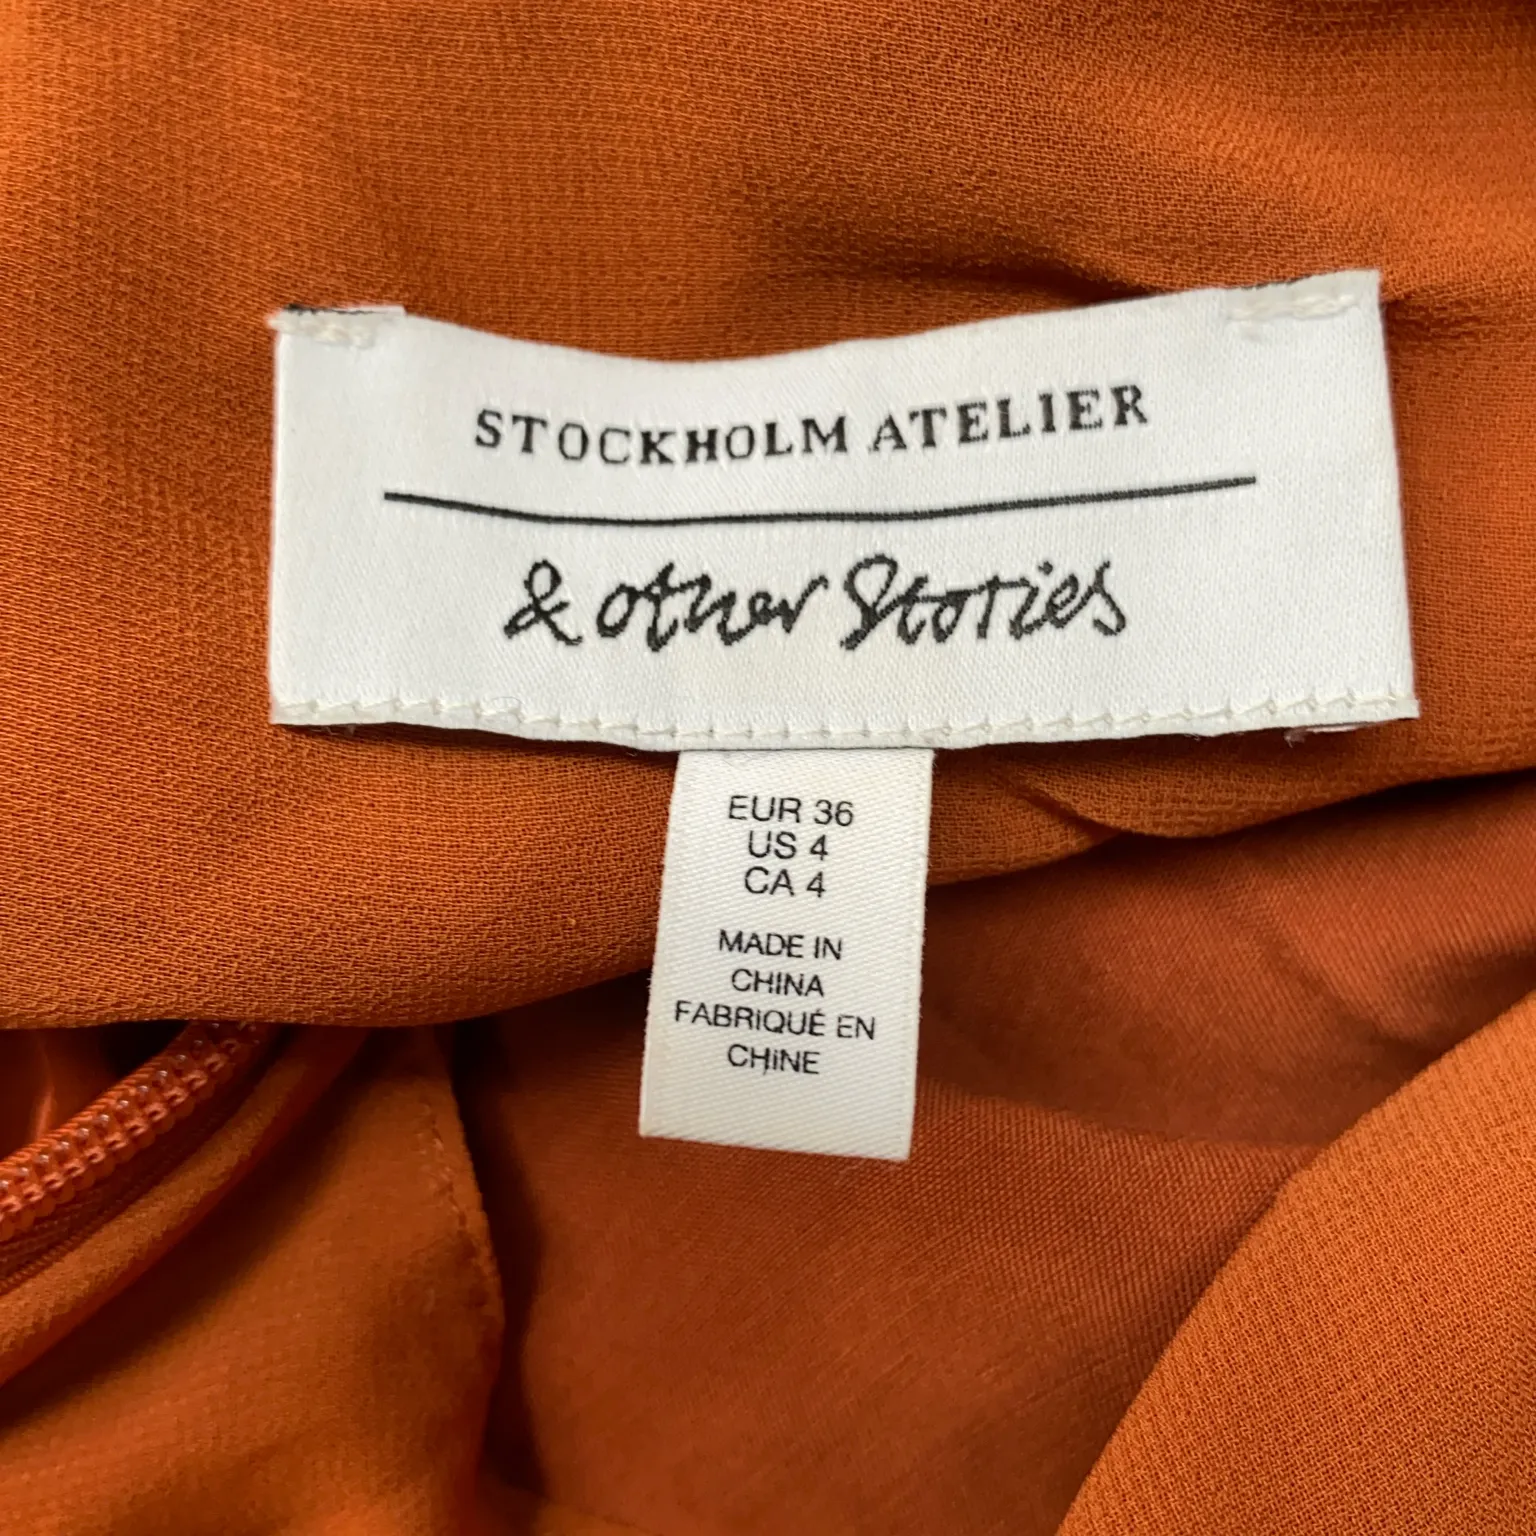 STOCKHOLM ATELIER
& other Stories
EUR 36
US 4
CA 4
MADE IN
CHINA
FABRIQUÉ EN
CHINE